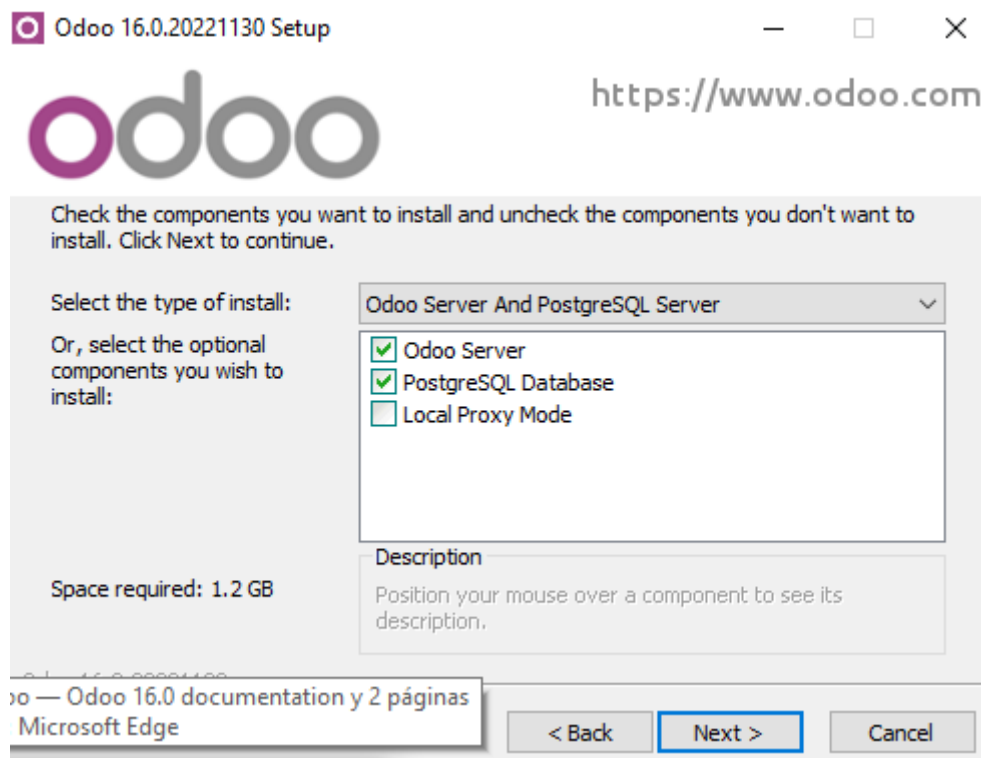 Odoo 16.0.20221130 Setup
odoo
https://www.odoo.com
Check the components you want to install and uncheck the components you don't want to
install. Click Next to continue.
Select the type of install:
Odoo Server And PostgreSQL Server
Or, select the optional
components you wish to
install:
Odoo Server
PostgreSQL Database
Local Proxy Mode
Space required: 1.2 GB
Description
Position your mouse over a component to see its
description.
oo — Odoo 16.0 documentation y 2 páginas
Microsoft Edge
< Back
Next >
Cancel